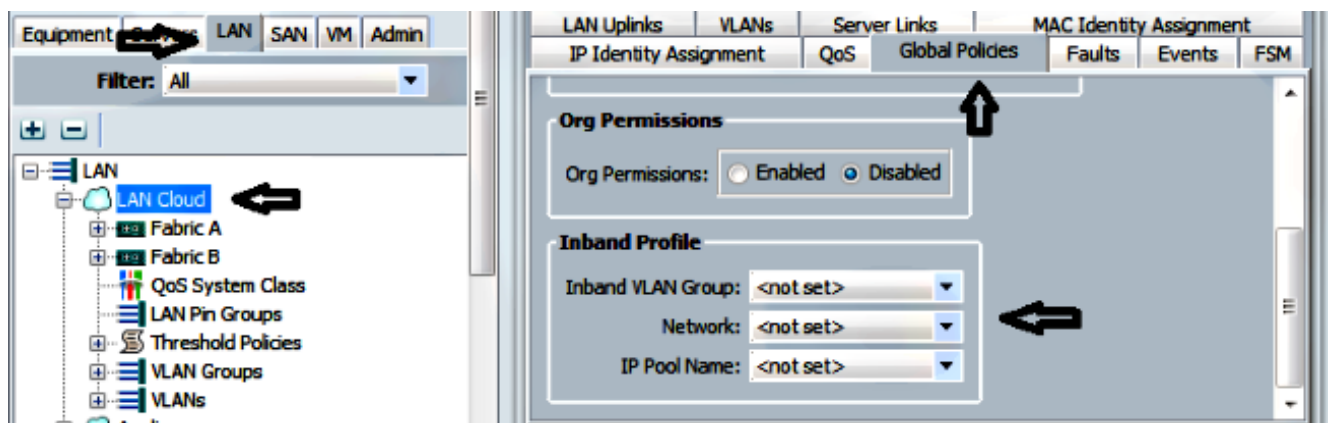 Equipment LAN SAN VM Admin
Filter: All
LAN
LAN Cloud
Fabric A
Fabric B
QoS System Class
LAN Pin Groups
Threshold Policies
VLAN Groups
VLANs
LAN Uplinks VLANs Server Links MAC Identity Assignment
IP Identity Assignment QoS Global Policies Faults Events FSM
Org Permissions
Org Permissions: Enabled Disabled
Inband Profile
Inband VLAN Group: <not set>
Network: <not set>
IP Pool Name: <not set>